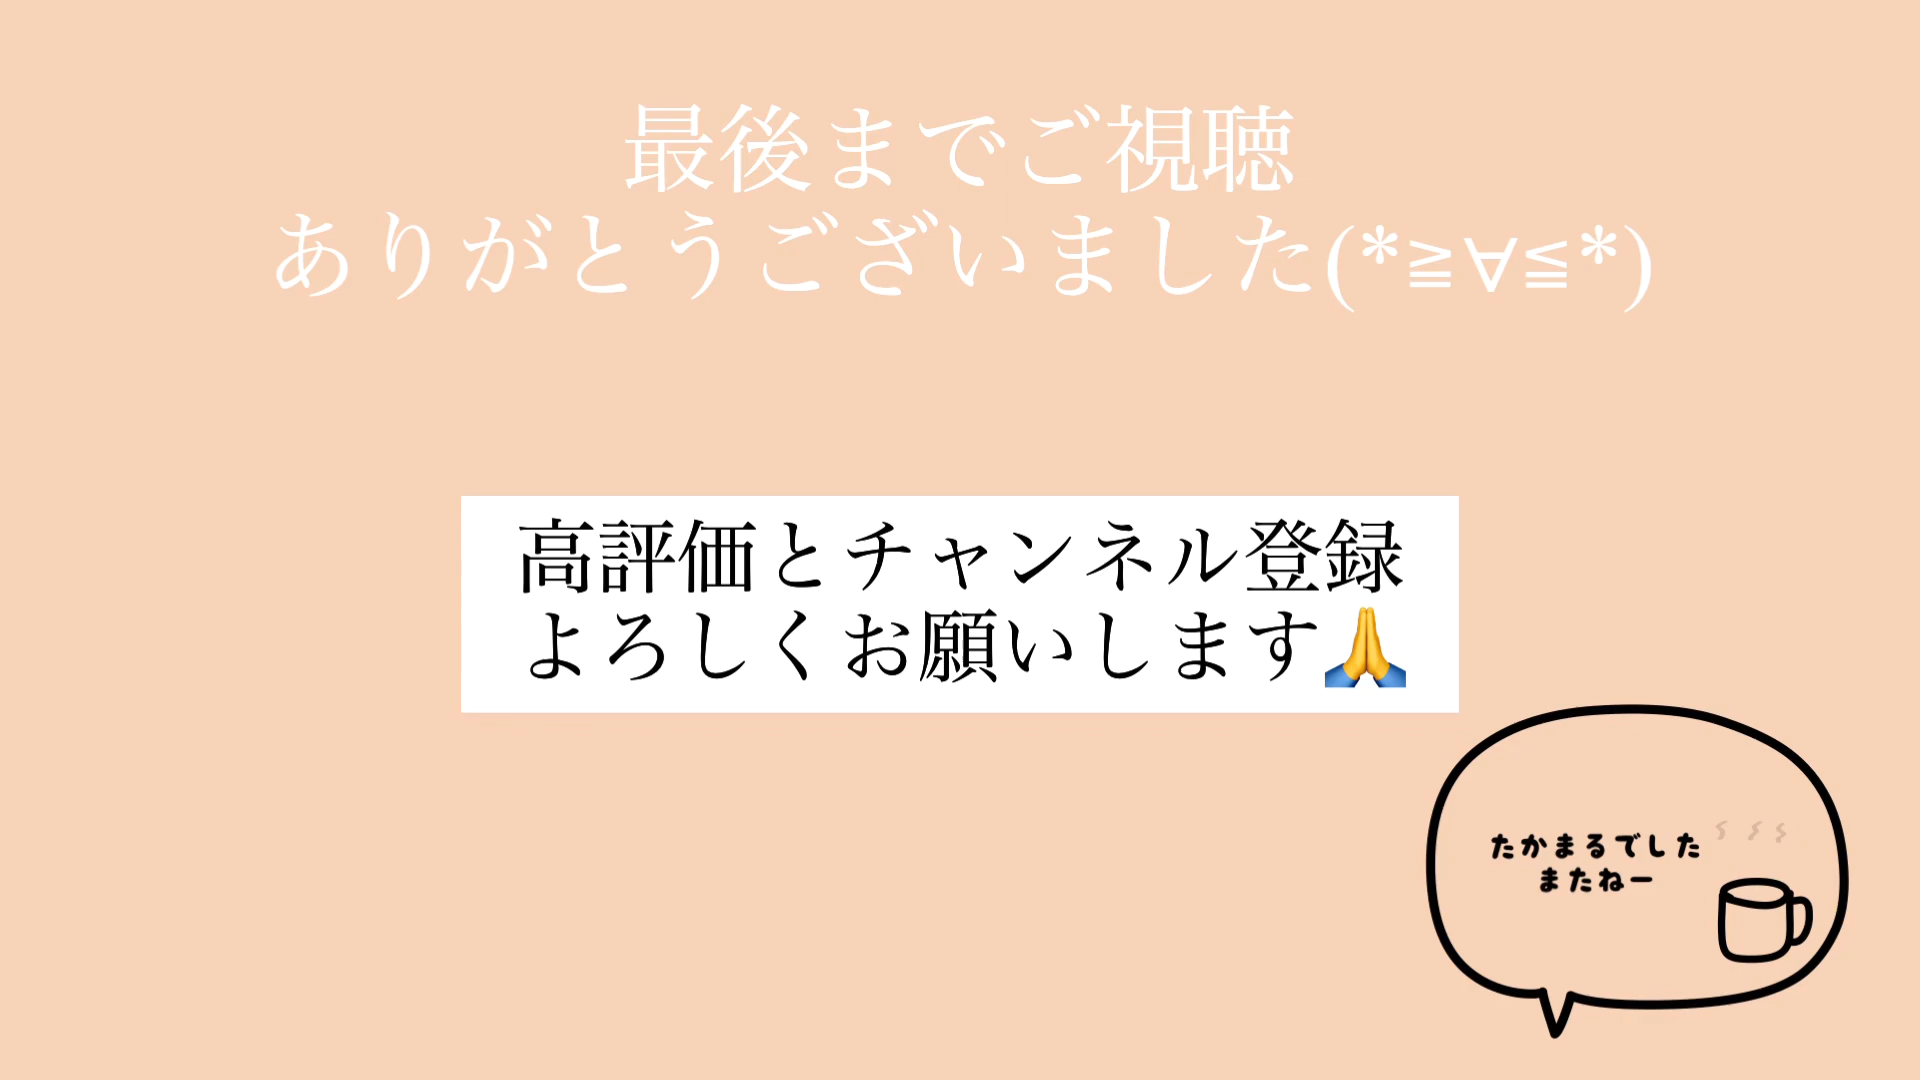 最後までご視聴
ありがとうございました(*≧∀≦*)
高評価とチャンネル登録
よろしくお願いします🙏
たかまるでした
またねー